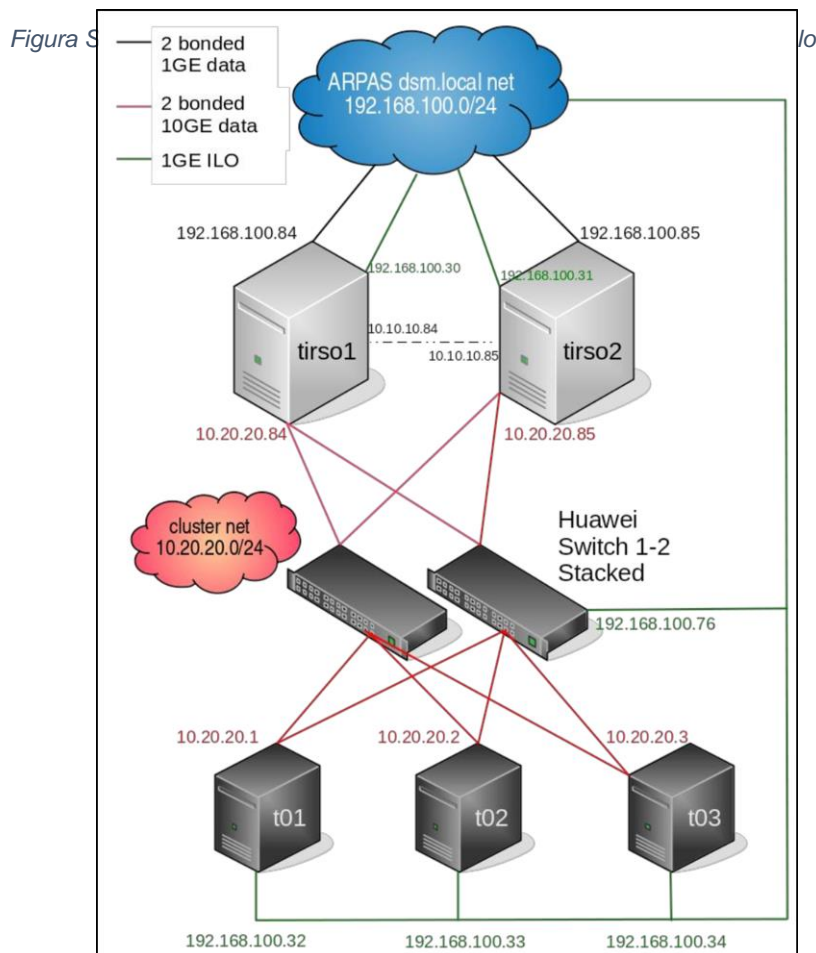 Figura S
lo
2 bonded
1GE data
2 bonded
10GE data
1GE ILO
ARPAS dsm.local net
192.168.100.0/24
192.168.100.84
192.168.100.85
192.168.100.30
192.168.100.31
10.10.10.84
10.10.10.85
tirso1
tirso2
10.20.20.84
10.20.20.85
cluster net
10.20.20.0/24
Huawei
Switch 1-2
Stacked
192.168.100.76
10.20.20.1
10.20.20.2
10.20.20.3
t01
t02
t03
192.168.100.32
192.168.100.33
192.168.100.34